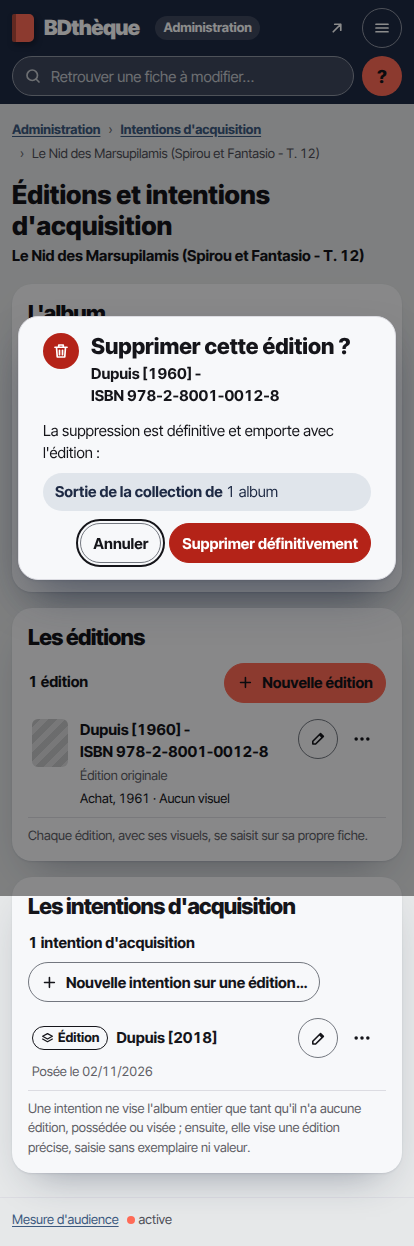 BDthèque Administration
Retrouver une fiche à modifier… ?
Administration › Intentions d'acquisition
› Le Nid des Marsupilamis (Spirou et Fantasio - T. 12)
Éditions et intentions
d'acquisition
Le Nid des Marsupilamis (Spirou et Fantasio - T. 12)
L'album
Supprimer cette édition ?
Dupuis [1960] -
ISBN 978-2-8001-0012-8
La suppression est définitive et emporte avec
l'édition :
Sortie de la collection de 1 album
Annuler Supprimer définitivement
Les éditions
1 édition + Nouvelle édition
Dupuis [1960] -
ISBN 978-2-8001-0012-8
Édition originale
Achat, 1961 · Aucun visuel
Chaque édition, avec ses visuels, se saisit sur sa propre fiche.
Les intentions d'acquisition
1 intention d'acquisition
+ Nouvelle intention sur une édition…
Édition Dupuis [2018]
Posée le 02/11/2026
Une intention ne vise l'album entier que tant qu'il n'a aucune
édition, possédée ou visée ; ensuite, elle vise une édition
précise, saisie sans exemplaire ni valeur.
Mesure d'audience active